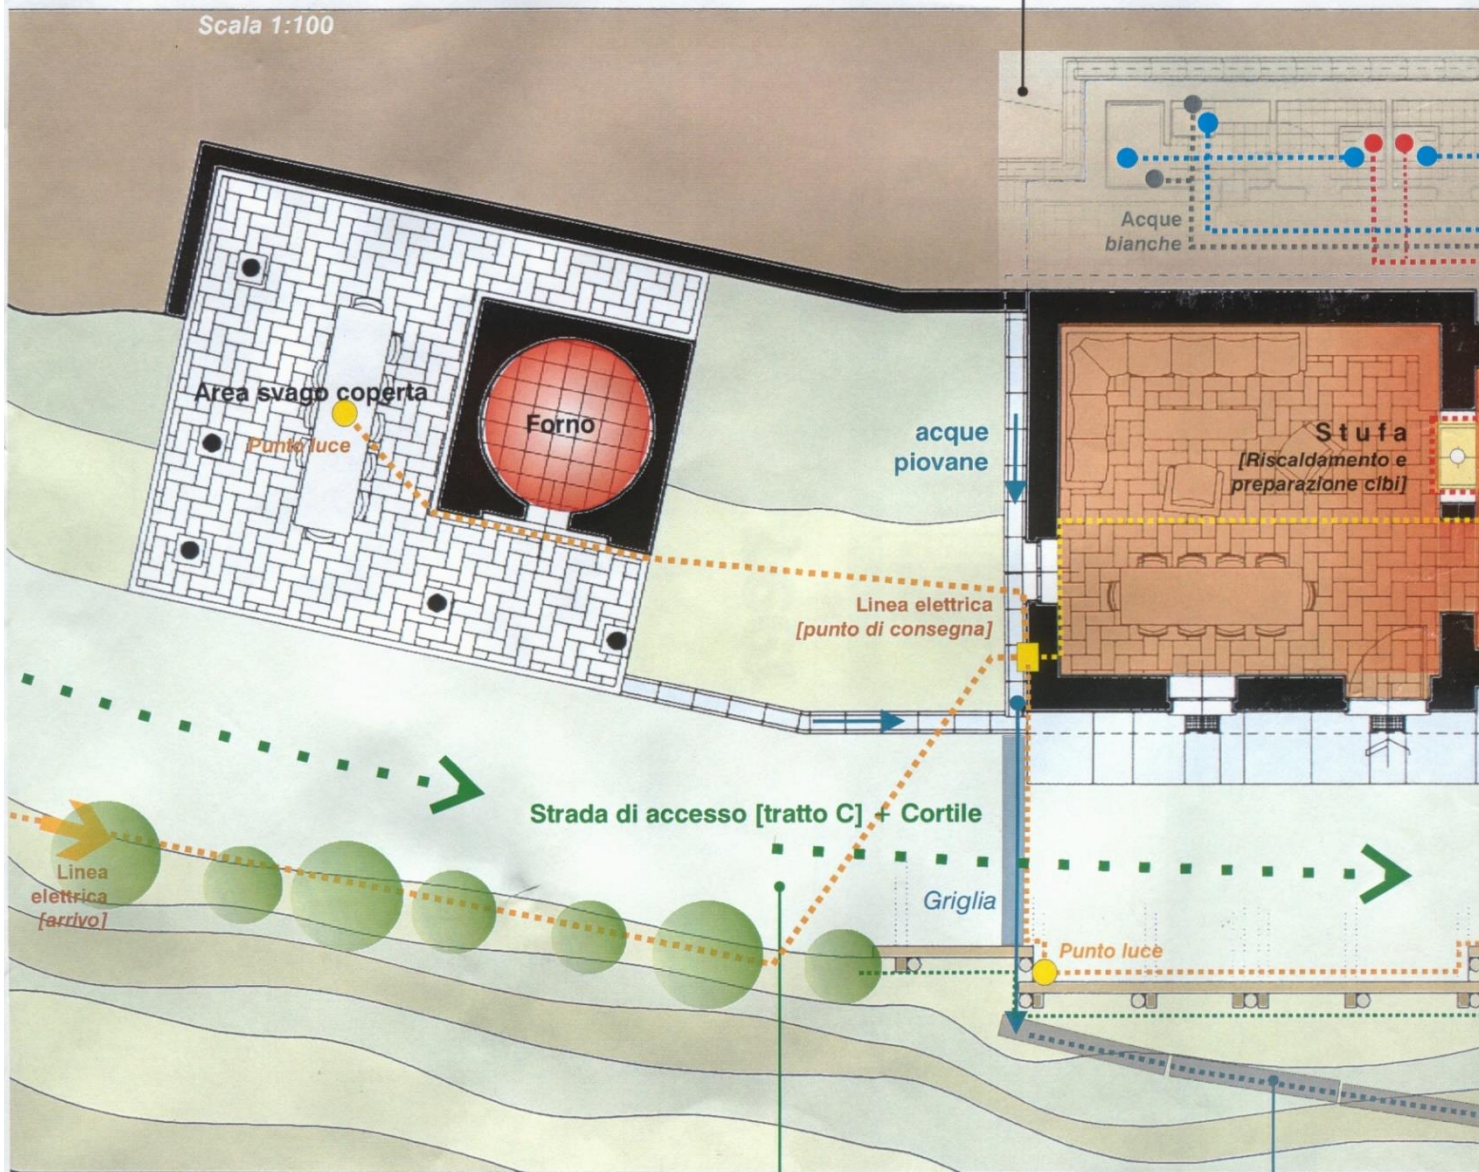 Scala 1:100
Acque
bianche
Area svago coperta
Punto luce
Forno
acque
piovane
Stufa
[Riscaldamento e
preparazione cibi]
Linea elettrica
[punto di consegna]
Strada di accesso [tratto C] + Cortile
Linea
elettrica
[arrivo]
Griglia
Punto luce